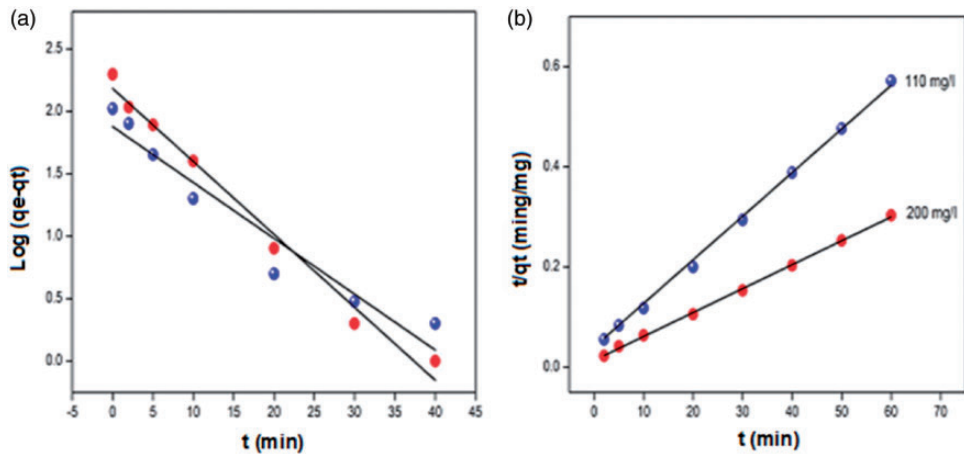 (a)
2.5
2.0
1.5
1.0
0.5
0.0
Log (qe-qt)
-5 0 5 10 15 20 25 30 35 40 45
t (min)
(b)
0.6
0.4
0.2
0.0
t/qt (ming/mg)
110 mg/l
200 mg/l
0 10 20 30 40 50 60 70
t (min)